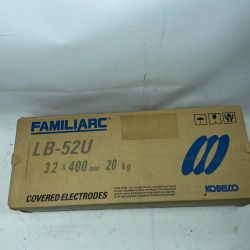 FAMILIARC
LB-52U
3.2 × 400 mm 20 kg
COVERED ELECTRODES
KOBELCO